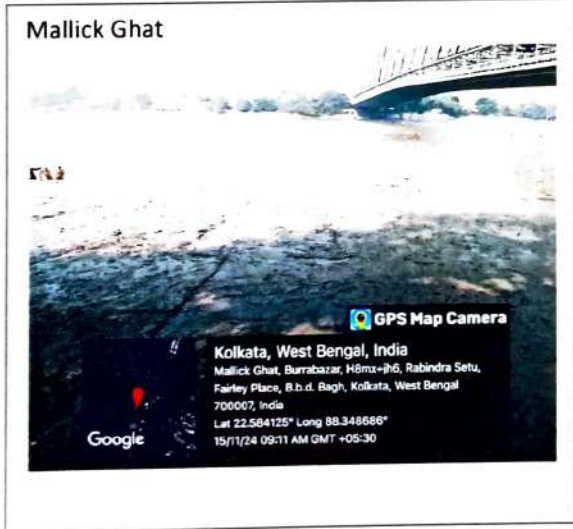 Mallick Ghat
GPS Map Camera
Kolkata, West Bengal, India
Mallick Ghat, Burrabazar, H8mx+jh6, Rabindra Setu,
Fairley Place, B.b.d. Bagh, Kolkata, West Bengal
700007, India
Lat 22.584125° Long 88.348686°
15/11/24 09:11 AM GMT +05:30
Google